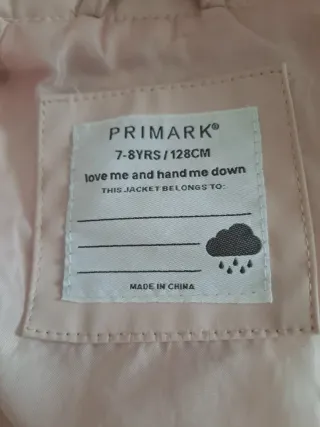 PRIMARK®
7-8YRS / 128CM
love me and hand me down
THIS JACKET BELONGS TO:
MADE IN CHINA